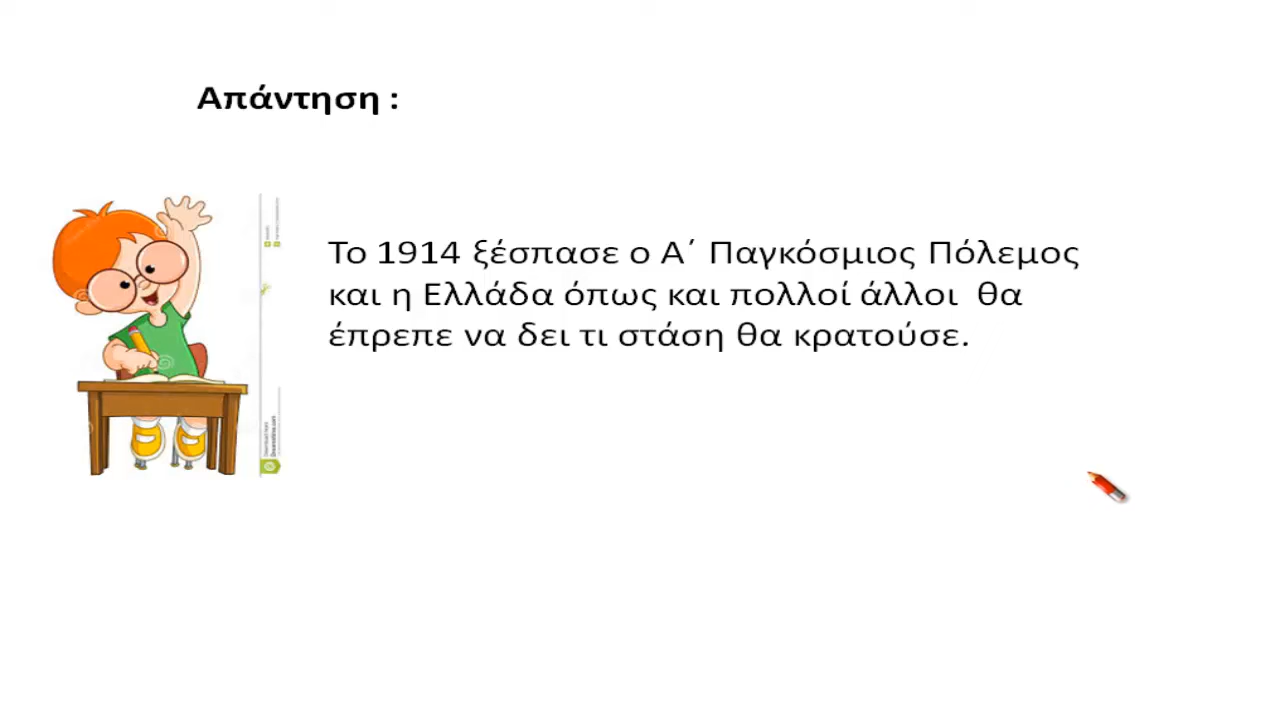 Απάντηση :
Το 1914 ξέσπασε ο Α΄ Παγκόσμιος Πόλεμος
και η Ελλάδα όπως και πολλοί άλλοι θα
έπρεπε να δει τι στάση θα κρατούσε.